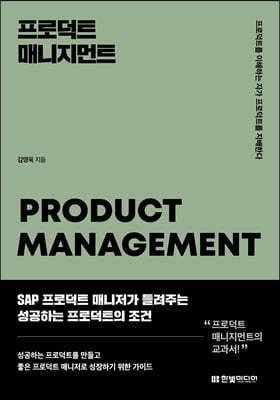 프로덕트
매니지먼트
프로덕트를 이해하는 자가 프로덕트를 지배한다
김영욱 지음
PRODUCT
MANAGEMENT
SAP 프로덕트 매니저가 들려주는
성공하는 프로덕트의 조건
“프로덕트
매니지먼트의
교과서!”
성공하는 프로덕트를 만들고
좋은 프로덕트 매니저로 성장하기 위한 가이드
한빛미디어